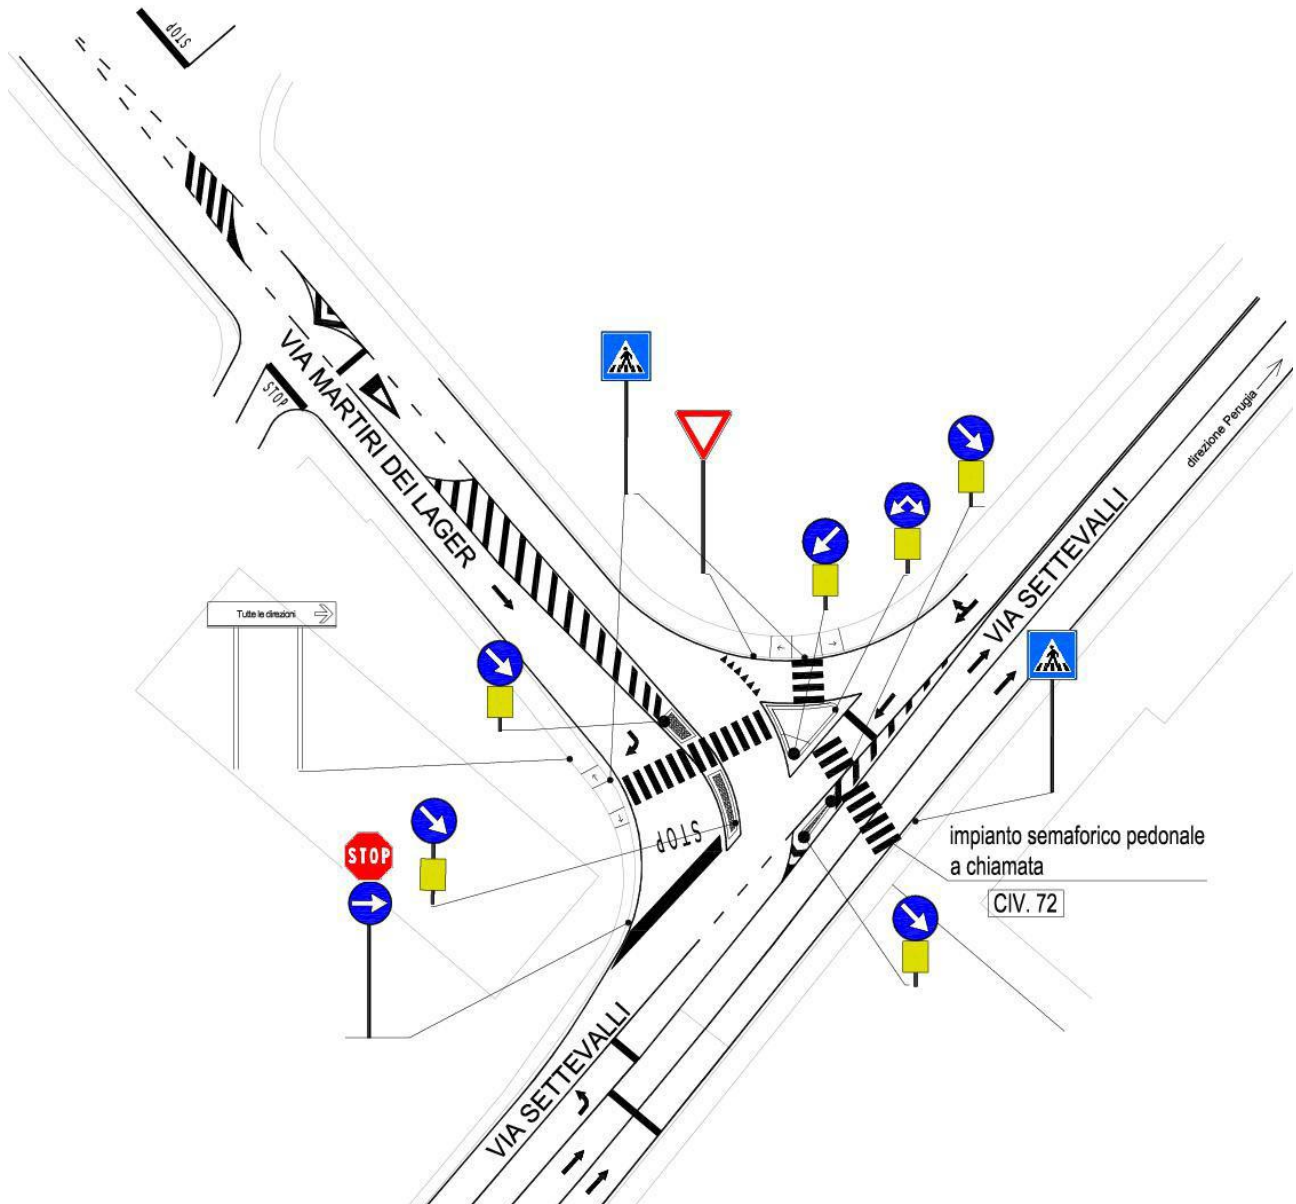 STOP
VIA MARTIRI DEI LAGER
STOP
direzione Perugia
VIA SETTEVALLI
Tutte le direzioni
STOP
STOP
impianto semaforico pedonale
a chiamata
CIV. 72
VIA SETTEVALLI